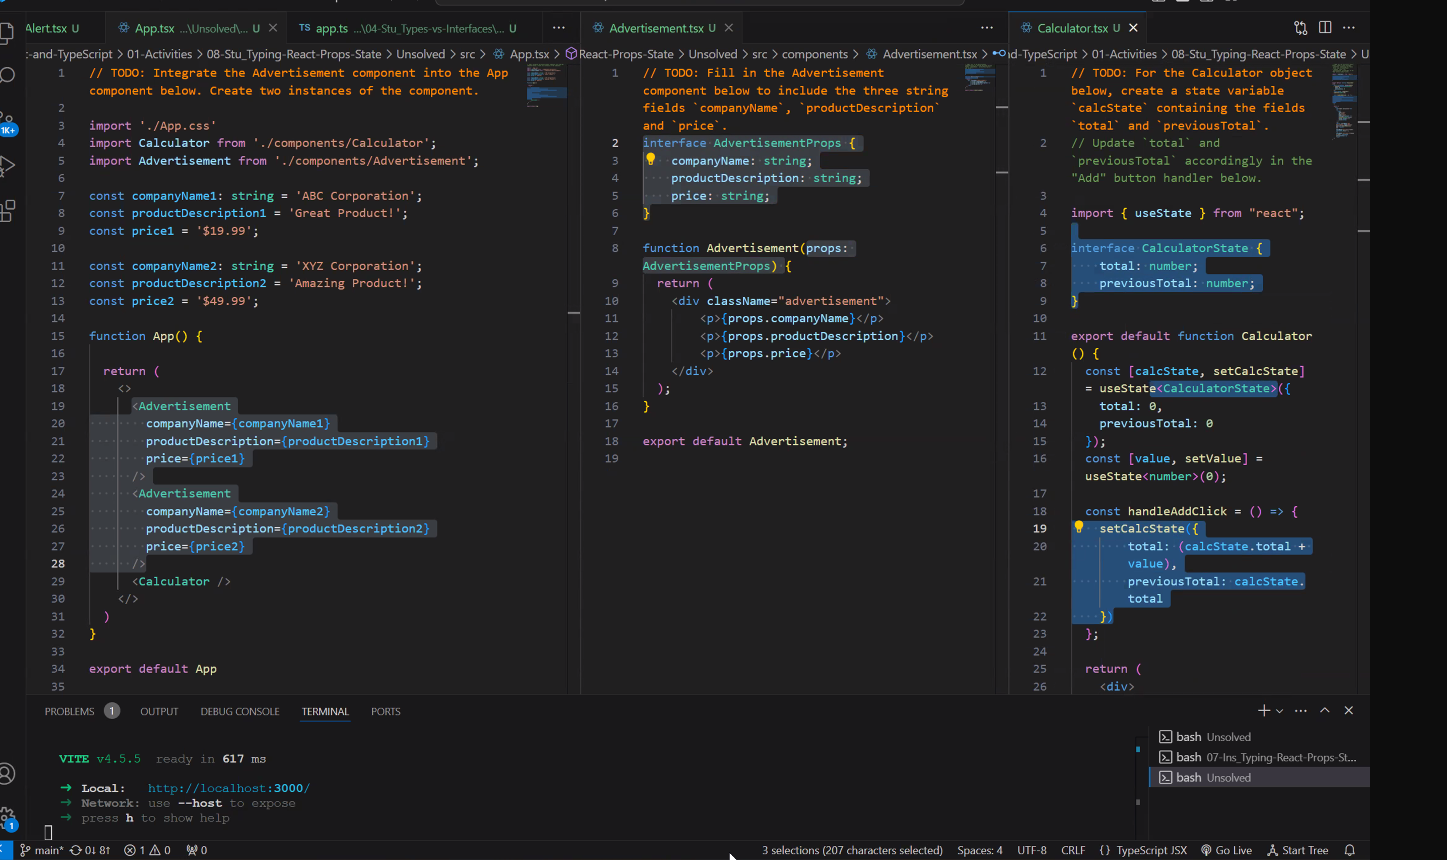 Alert.tsx U
App.tsx ...\Unsolved\... U
TS app.ts ...\04-Stu_Types-vs-Interfaces\... U
...
Advertisement.tsx U
...
Calculator.tsx U
...
ct-and-TypeScript > 01-Activities > 08-Stu_Typing-React-Props-State > Unsolved > src > App.tsx >
React-Props-State > Unsolved > src > components > Advertisement.tsx >
nd-TypeScript > 01-Activities > 08-Stu_Typing-React-Props-State > U
1 // TODO: Integrate the Advertisement component into the App
component below. Create two instances of the component.
2
3 import './App.css'
4 import Calculator from './components/Calculator';
5 import Advertisement from './components/Advertisement';
6
7 const companyName1: string = 'ABC Corporation';
8 const productDescription1 = 'Great Product!';
9 const price1 = '$19.99';
10
11 const companyName2: string = 'XYZ Corporation';
12 const productDescription2 = 'Amazing Product!';
13 const price2 = '$49.99';
14
15 function App() {
16
17 return (
18 <>
19 <Advertisement
20 companyName={companyName1}
21 productDescription={productDescription1}
22 price={price1}
23 />
24 <Advertisement
25 companyName={companyName2}
26 productDescription={productDescription2}
27 price={price2}
28 />
29 <Calculator />
30 </>
31 )
32 }
33
34 export default App
35
1 // TODO: Fill in the Advertisement
component below to include the three string
fields `companyName`, `productDescription`
and `price`.
2 interface AdvertisementProps {
3 companyName: string;
4 productDescription: string;
5 price: string;
6 }
7
8 function Advertisement(props:
AdvertisementProps) {
9 return (
10 <div className="advertisement">
11 <p>{props.companyName}</p>
12 <p>{props.productDescription}</p>
13 <p>{props.price}</p>
14 </div>
15 );
16 }
17
18 export default Advertisement;
19
1 // TODO: For the Calculator object
below, create a state variable
`calcState` containing the fields
`total` and `previousTotal`.
2 // Update `total` and
`previousTotal` accordingly in the
"Add" button handler below.
3
4 import { useState } from "react";
5
6 interface CalculatorState {
7 total: number;
8 previousTotal: number;
9 }
10
11 export default function Calculator
() {
12 const [calcState, setCalcState]
= useState<CalculatorState>({
13 total: 0,
14 previousTotal: 0
15 });
16 const [value, setValue] =
useState<number>(0);
17
18 const handleAddClick = () => {
19 setCalcState({
20 total: (calcState.total +
value),
21 previousTotal: calcState.
total
22 })
23 };
24
25 return (
26 <div>
1K+
1
PROBLEMS 1 OUTPUT DEBUG CONSOLE TERMINAL PORTS
VITE v4.5.5 ready in 617 ms
➜ Local: http://localhost:3000/
➜ Network: use --host to expose
➜ press h to show help
bash Unsolved
bash 07-Ins_Typing-React-Props-St...
bash Unsolved
main* 0↓ 8↑ 1 0 0
3 selections (207 characters selected) Spaces: 4 UTF-8 CRLF {} TypeScript JSX Go Live Start Tree